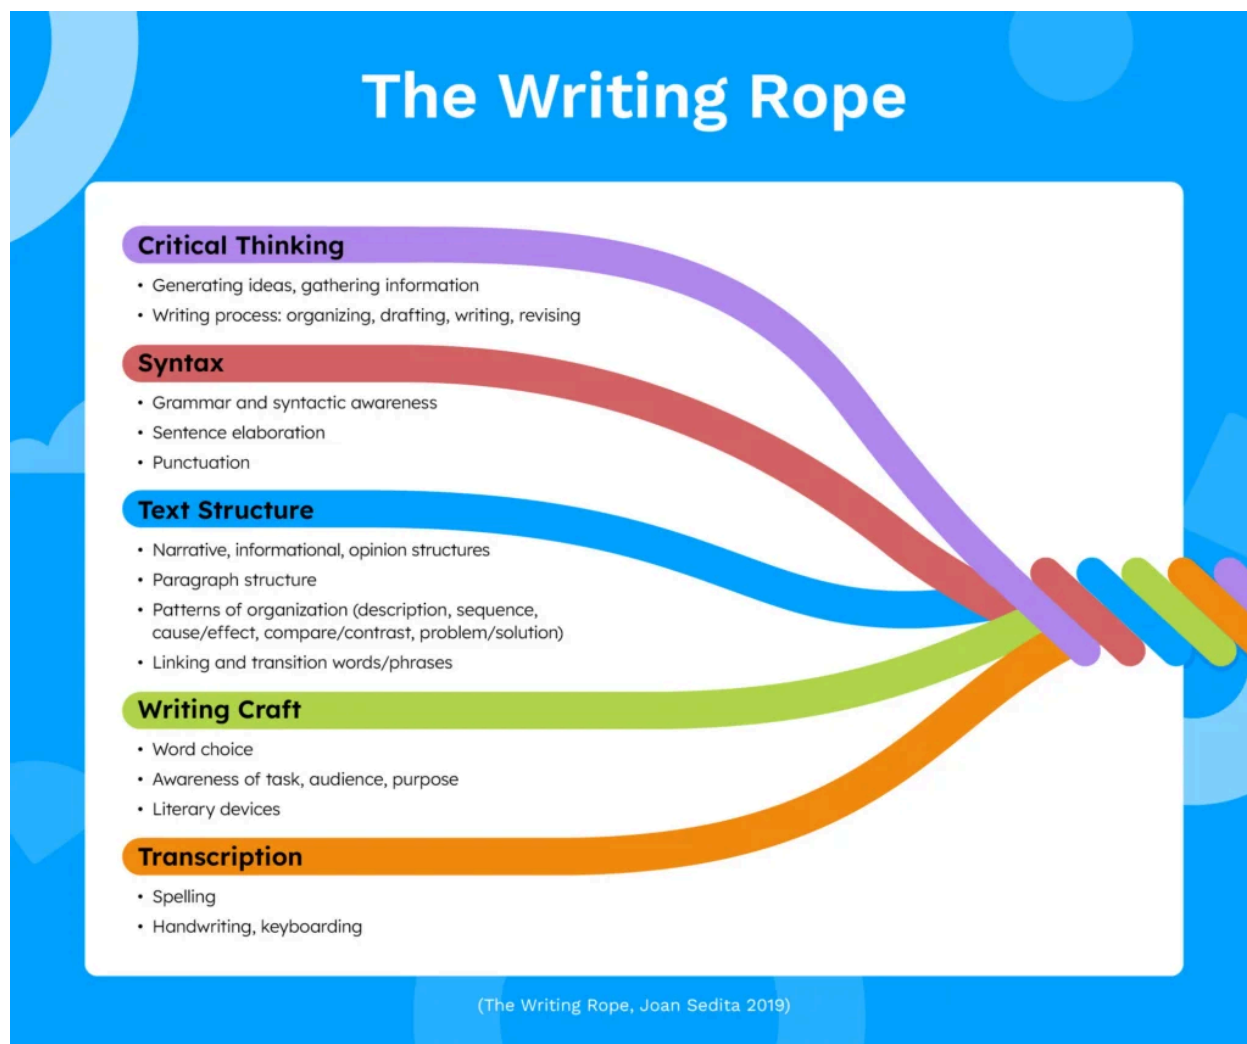 The Writing Rope
Critical Thinking
• Generating ideas, gathering information
• Writing process: organizing, drafting, writing, revising
Syntax
• Grammar and syntactic awareness
• Sentence elaboration
• Punctuation
Text Structure
• Narrative, informational, opinion structures
• Paragraph structure
• Patterns of organization (description, sequence,
cause/effect, compare/contrast, problem/solution)
• Linking and transition words/phrases
Writing Craft
• Word choice
• Awareness of task, audience, purpose
• Literary devices
Transcription
• Spelling
• Handwriting, keyboarding
(The Writing Rope, Joan Sedita 2019)